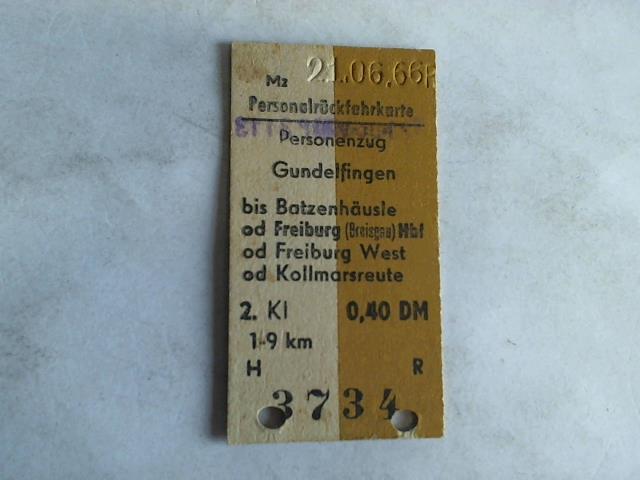 Mz 21.06.66
Personalrückfahrkarte
Personenzug
Gundelfingen
bis Batzenhäusle
od Freiburg (Breisgau) Hbf
od Freiburg West
od Kollmarsreute
2. Kl 0,40 DM
1-9 km
H R
3734